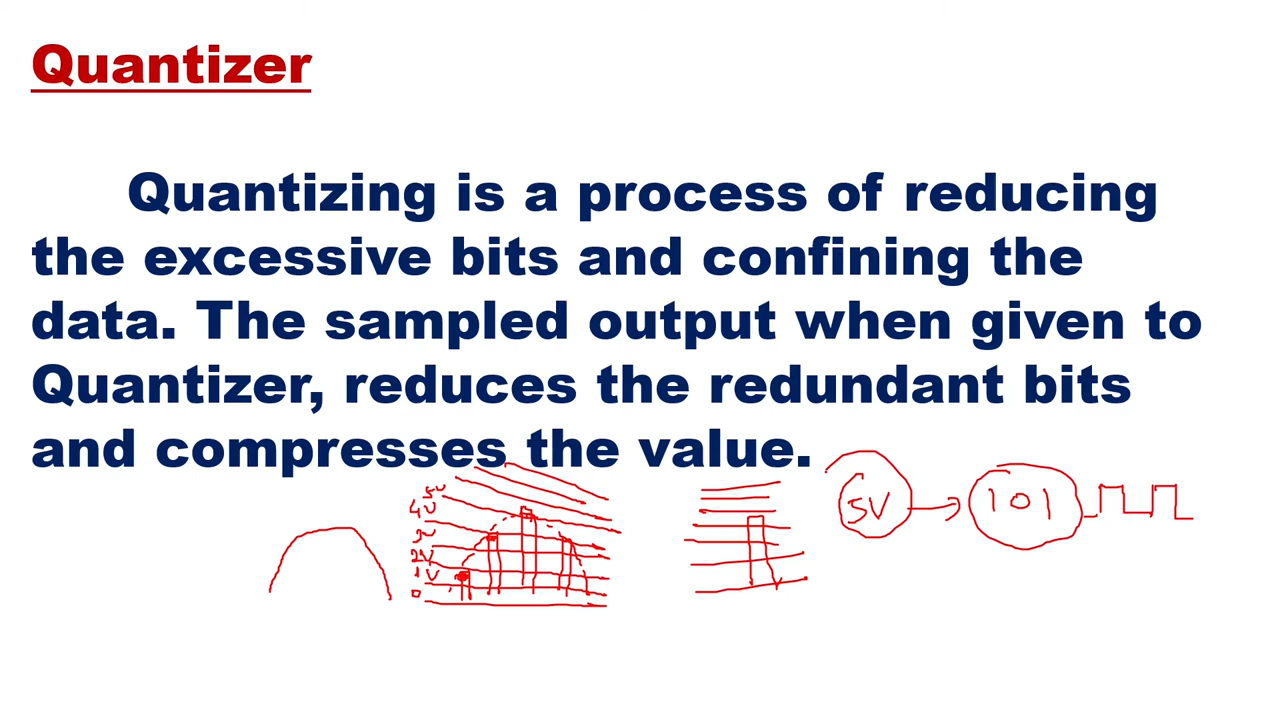 Quantizer
Quantizing is a process of reducing
the excessive bits and confining the
data. The sampled output when given to
Quantizer, reduces the redundant bits
and compresses the value.
5V
101
0